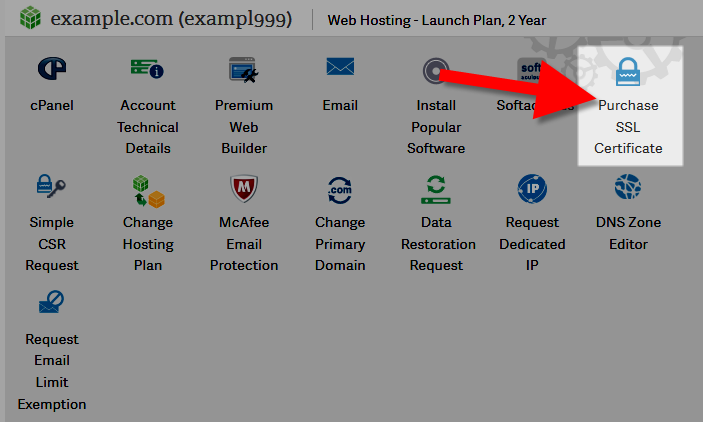 example.com (exampl999)
Web Hosting - Launch Plan, 2 Year
cPanel
Account
Technical
Details
Premium
Web
Builder
Email
Install
Popular
Software
Purchase
SSL
Certificate
Simple
CSR
Request
Change
Hosting
Plan
McAfee
Email
Protection
.com
Change
Primary
Domain
Data
Restoration
Request
IP
Request
Dedicated
IP
DNS Zone
Editor
Request
Email
Limit
Exemption